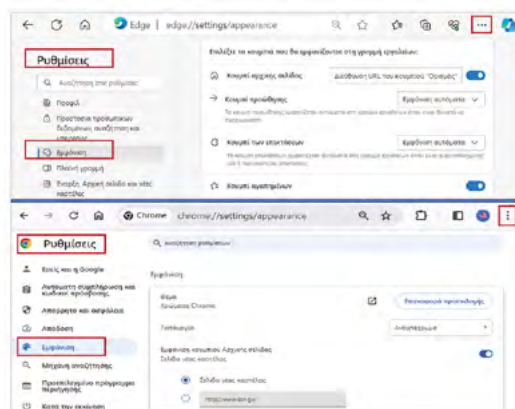 Edge | edge://settings/appearance
Ρυθμίσεις
Αναζήτηση στις ρυθμίσεις
Προφίλ
Προστασία προσωπικών
δεδομένων, αναζήτηση και
υπηρεσίες
Εμφάνιση
Πλαϊνή γραμμή
Έναρξη, Αρχική σελίδα και νέες
καρτέλες
Επιλέξτε τα κουμπιά που θα εμφανίζονται στη γραμμή εργαλείων:
Κουμπί αρχικής σελίδας
Διεύθυνση URL του κουμπιού "Ορισμός"
Κουμπί προώθησης
Εμφάνιση αυτόματα
Κουμπί των επεκτάσεων
Εμφάνιση αυτόματα
Κουμπί αγαπημένων
Chrome chrome://settings/appearance
Ρυθμίσεις
Αναζήτηση ρυθμίσεων
Εσείς και η Google
Αυτόματη συμπλήρωση και
κωδικοί πρόσβασης
Απόρρητο και ασφάλεια
Απόδοση
Εμφάνιση
Μηχανή αναζήτησης
Προεπιλεγμένο πρόγραμμα
περιήγησης
Κατά την εκκίνηση
Εμφάνιση
Θέμα
Χρώματα Chrome
Επαναφορά προεπιλογής
Λειτουργία
Εμφάνιση κουμπιού Αρχικής σελίδας
Σελίδα νέας καρτέλας
Σελίδα νέας καρτέλας